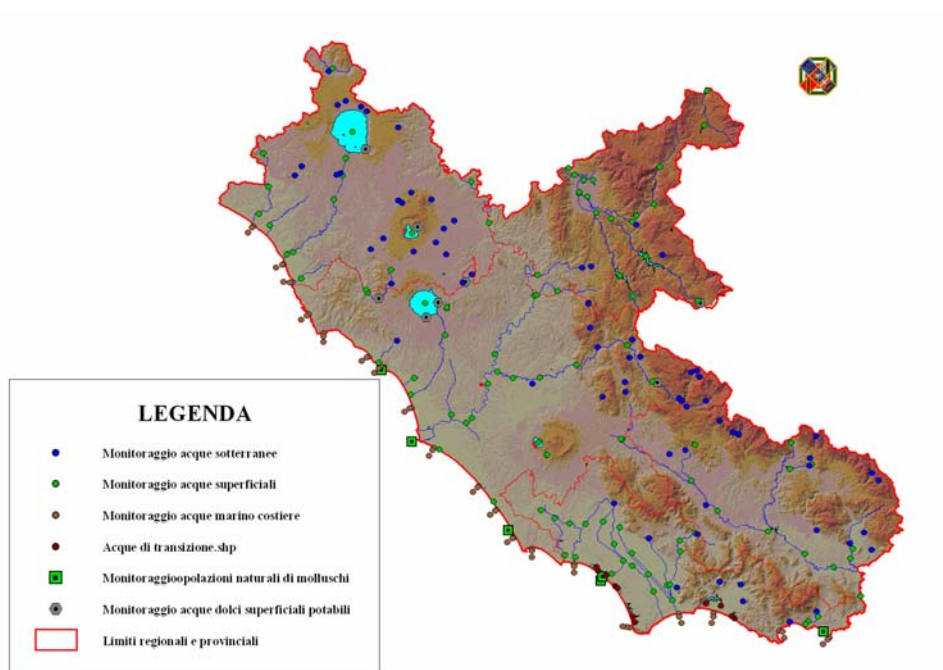 LEGENDA
Monitoraggio acque sotterranee
Monitoraggio acque superficiali
Monitoraggio acque marino costiere
Acque di transizione.shp
Monitoraggioopolazioni naturali di molluschi
Monitoraggio acque dolci superficiali potabili
Limiti regionali e provinciali